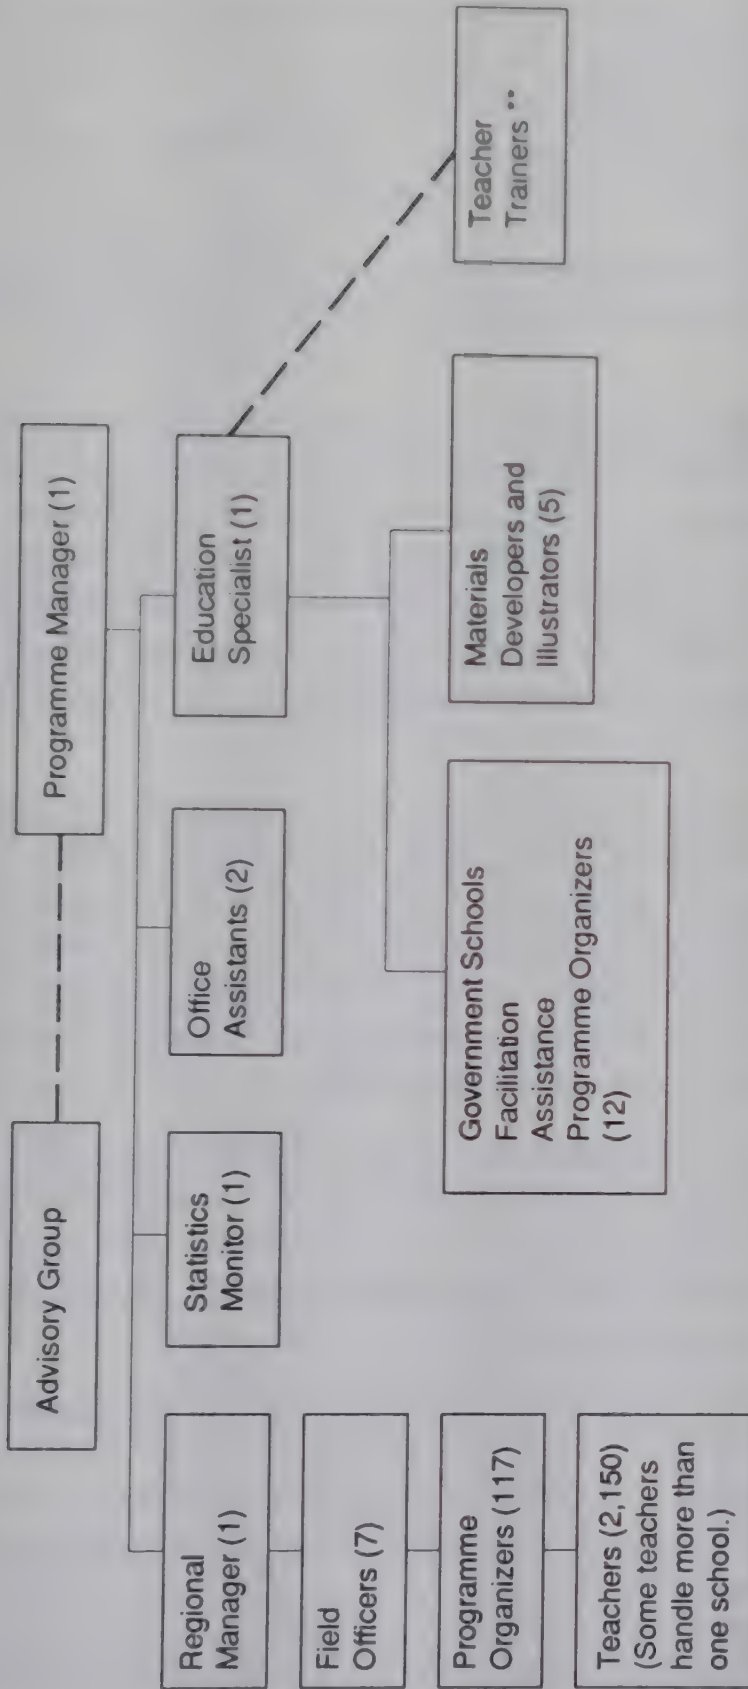 Advisory Group
Programme Manager (1)
Regional
Manager (1)
Statistics
Monitor (1)
Office
Assistants (2)
Education
Specialist (1)
Field
Officers (7)
Programme
Organizers (117)
Teachers (2,150)
(Some teachers
handle more than
one school.)
Government Schools
Facilitation
Assistance
Programme Organizers
(12)
Materials
Developers and
Illustrators (5)
Teacher
Trainers **